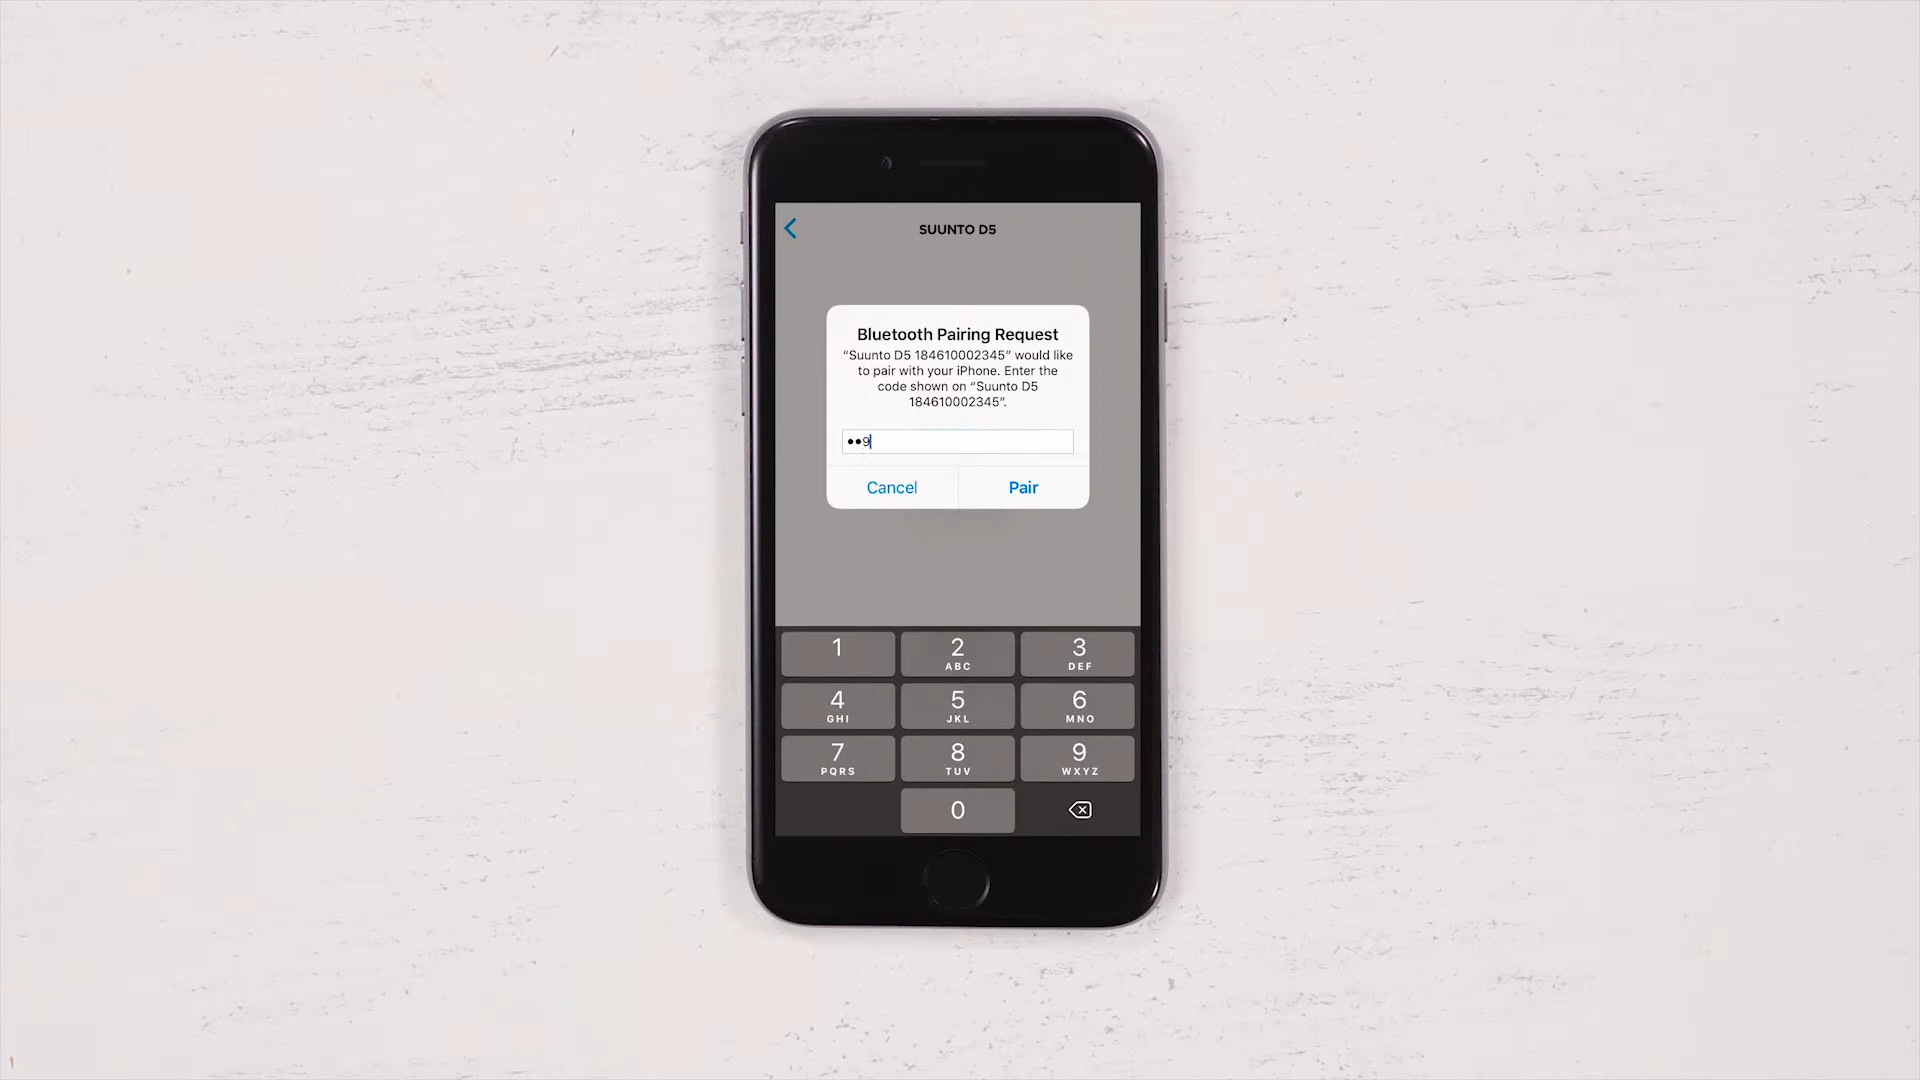 SUUNTO D5
Bluetooth Pairing Request
“Suunto D5 184610002345” would like
to pair with your iPhone. Enter the
code shown on “Suunto D5
184610002345”.
••9
Cancel Pair
1 2 3
ABC DEF
4 5 6
GHI JKL MNO
7 8 9
PQRS TUV WXYZ
0